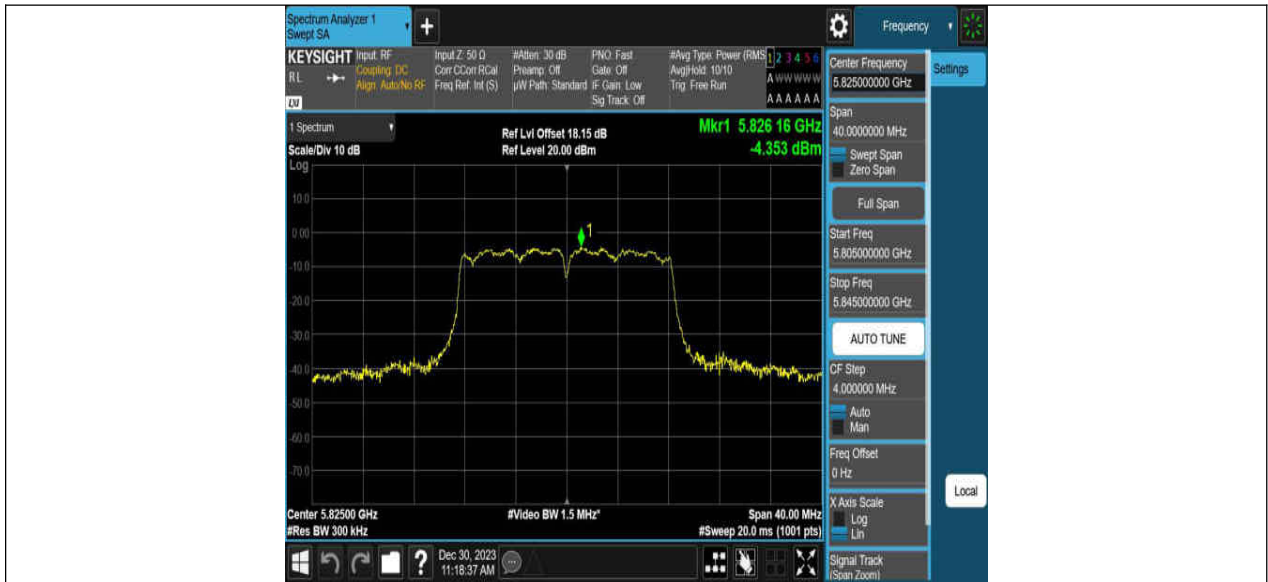 Spectrum Analyzer 1
Swept SA
+
Frequency
KEYSIGHT
RL
LXI
Input: RF
Coupling: DC
Align: Auto/No RF
Input Z: 50 Ω
Corr CCorr RCal
Freq Ref: Int (S)
#Atten: 30 dB
Preamp: Off
µW Path: Standard
PNO: Fast
Gate: Off
IF Gain: Low
Sig Track: Off
#Avg Type: Power (RMS
Avg|Hold: 10/10
Trig: Free Run
1 2 3 4 5 6
A W W W W W
A A A A A A
1 Spectrum
Scale/Div 10 dB
Ref Lvl Offset 18.15 dB
Ref Level 20.00 dBm
Mkr1 5.826 16 GHz
-4.353 dBm
Log
10.0
0.00
-10.0
-20.0
-30.0
-40.0
-50.0
-60.0
-70.0
1
Center 5.82500 GHz
#Res BW 300 kHz
#Video BW 1.5 MHz*
Span 40.00 MHz
#Sweep 20.0 ms (1001 pts)
?
Dec 30, 2023
11:18:37 AM
Center Frequency
5.825000000 GHz
Settings
Span
40.0000000 MHz
Swept Span
Zero Span
Full Span
Start Freq
5.805000000 GHz
Stop Freq
5.845000000 GHz
AUTO TUNE
CF Step
4.000000 MHz
Auto
Man
Freq Offset
0 Hz
Local
X Axis Scale
Log
Lin
Signal Track
(Span Zoom)